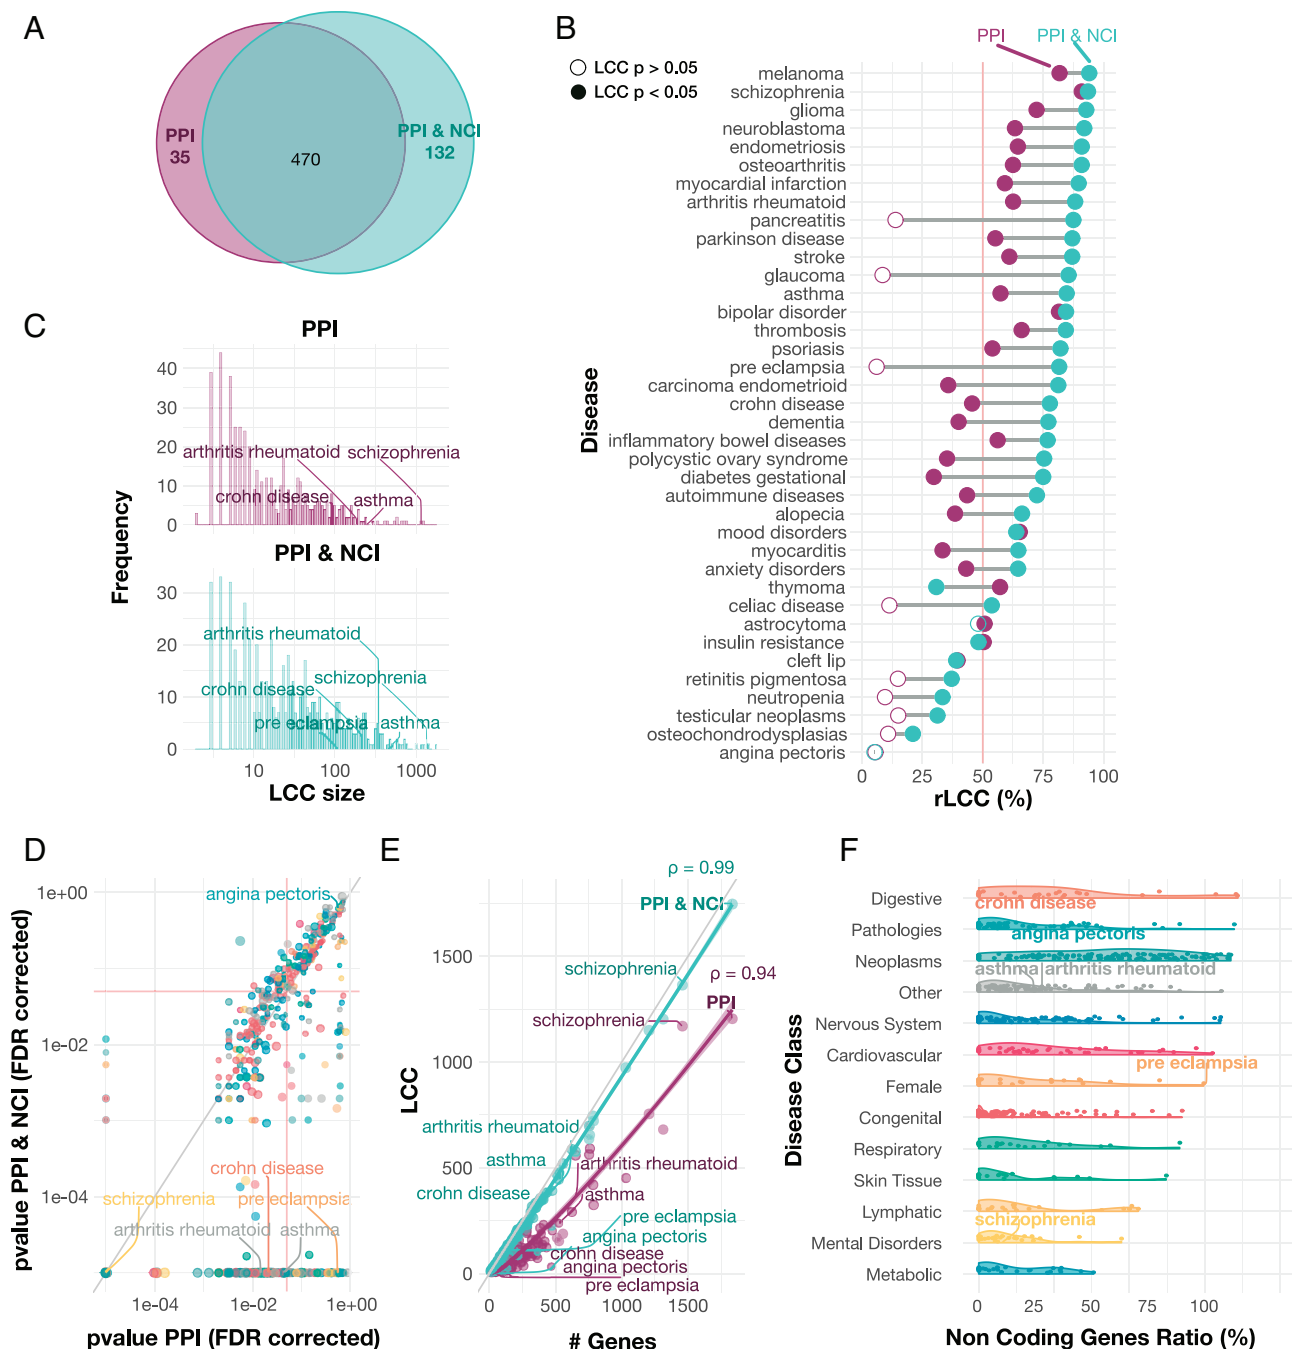 A
PPI
35
470
PPI & NCI
132
B
LCC p > 0.05
LCC p < 0.05
PPI
PPI & NCI
Disease
melanoma
schizophrenia
glioma
neuroblastoma
endometriosis
osteoarthritis
myocardial infarction
arthritis rheumatoid
pancreatitis
parkinson disease
stroke
glaucoma
asthma
bipolar disorder
thrombosis
psoriasis
pre eclampsia
carcinoma endometrioid
crohn disease
dementia
inflammatory bowel diseases
polycystic ovary syndrome
diabetes gestational
autoimmune diseases
alopecia
mood disorders
myocarditis
anxiety disorders
thymoma
celiac disease
astrocytoma
insulin resistance
cleft lip
retinitis pigmentosa
neutropenia
testicular neoplasms
osteochondrodysplasias
angina pectoris
0 25 50 75 100
rLCC (%)
C
PPI
40
30
20
10
0
arthritis rheumatoid
schizophrenia
crohn disease
asthma
Frequency
PPI & NCI
30
20
10
0
arthritis rheumatoid
schizophrenia
crohn disease
pre eclampsia
asthma
10 100 1000
LCC size
D
pvalue PPI & NCI (FDR corrected)
1e+00
1e-02
1e-04
angina pectoris
crohn disease
schizophrenia
pre eclampsia
arthritis rheumatoid
asthma
1e-04 1e-02 1e+00
pvalue PPI (FDR corrected)
E
ρ = 0.99
PPI & NCI
ρ = 0.94
PPI
LCC
1500
1000
500
0
schizophrenia
schizophrenia
arthritis rheumatoid
asthma
arthritis rheumatoid
crohn disease
asthma
pre eclampsia
angina pectoris
crohn disease
angina pectoris
pre eclampsia
0 500 1000 1500
# Genes
F
Disease Class
Digestive
crohn disease
Pathologies
angina pectoris
Neoplasms
asthma
arthritis rheumatoid
Other
Nervous System
Cardiovascular
pre eclampsia
Female
Congenital
Respiratory
Skin Tissue
Lymphatic
schizophrenia
Mental Disorders
Metabolic
0 25 50 75 100
Non Coding Genes Ratio (%)